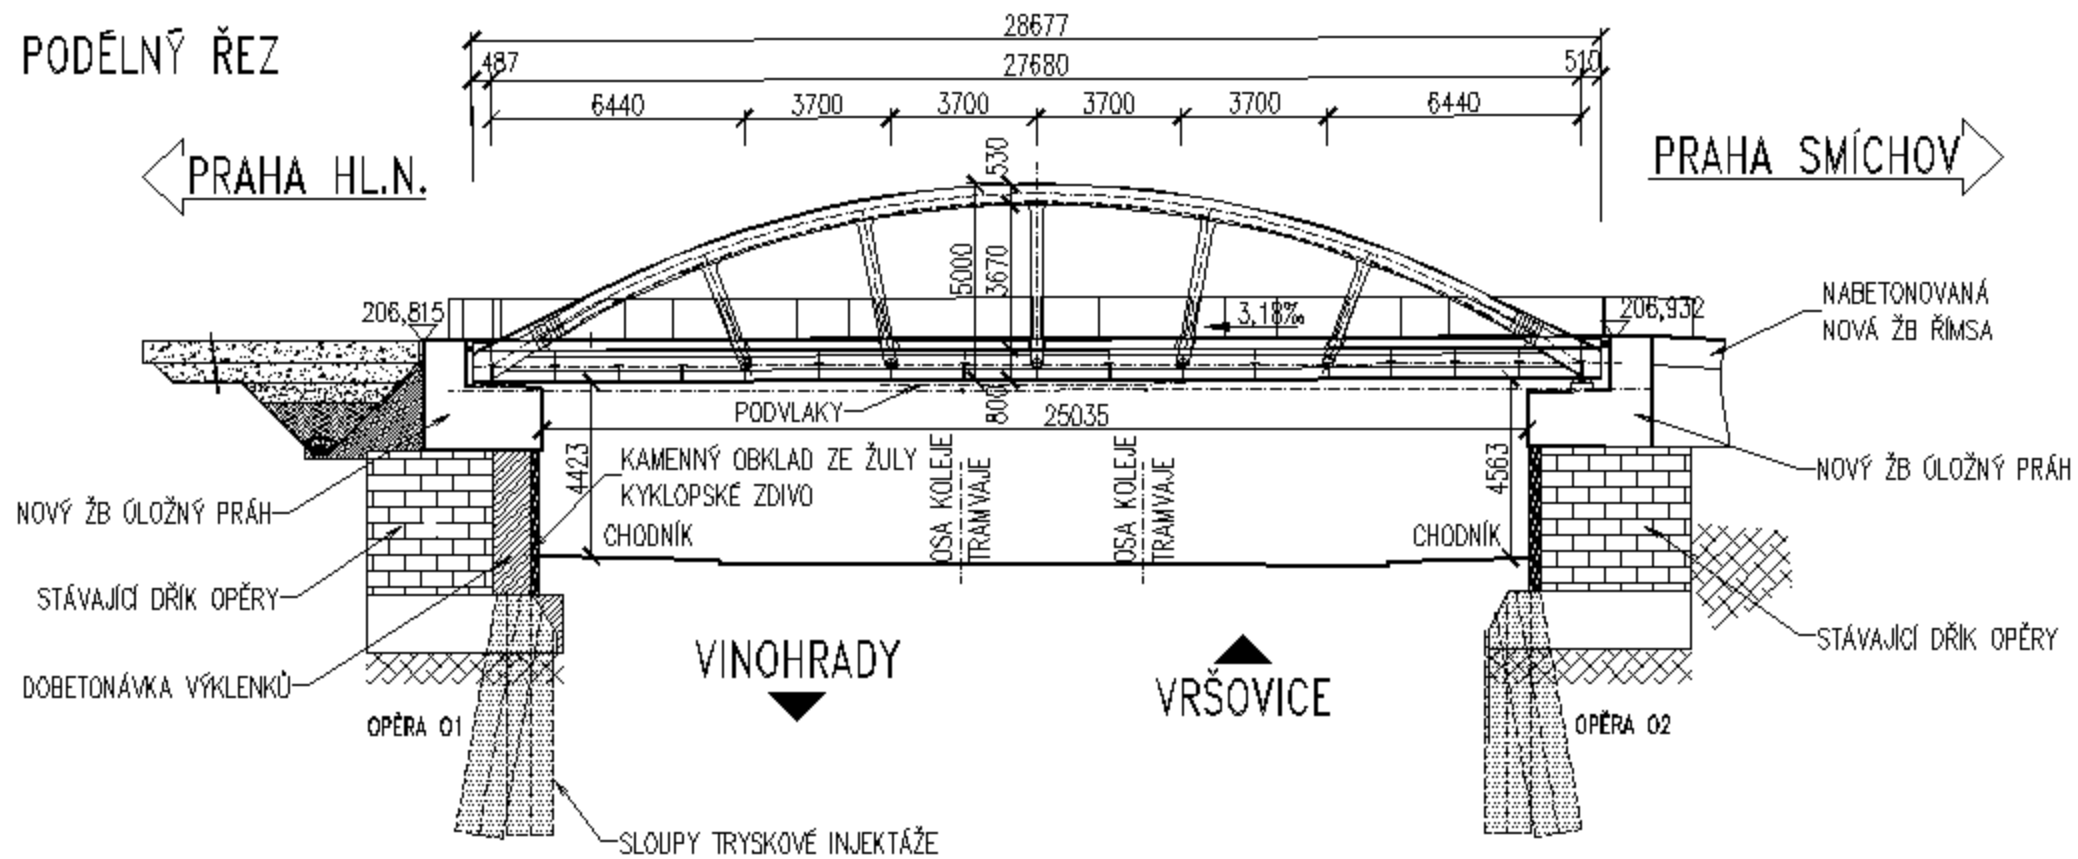 PODÉLNÝ ŘEZ
28677
487
27680
510
6440
3700
3700
3700
3700
6440
PRAHA HL.N.
PRAHA SMÍCHOV
530
5000
3670
206,815
3,18‰
206,932
NABETONOVANÁ
NOVÁ ŽB ŘÍMSA
PODVLAKY
800
25035
4423
KAMENNÝ OBKLAD ZE ŽULY
KYKLOPSKÉ ZDIVO
OSA KOLEJE
TRAMVAJE
OSA KOLEJE
TRAMVAJE
4563
NOVÝ ŽB ÚLOŽNÝ PRÁH
NOVÝ ŽB ÚLOŽNÝ PRÁH
CHODNÍK
CHODNÍK
STÁVAJÍCÍ DŘÍK OPĚRY
STÁVAJÍCÍ DŘÍK OPĚRY
VINOHRADY
VRŠOVICE
DOBETONÁVKA VÝKLENKŮ
OPĚRA O1
OPĚRA O2
SLOUPY TRYSKOVÉ INJEKTÁŽE